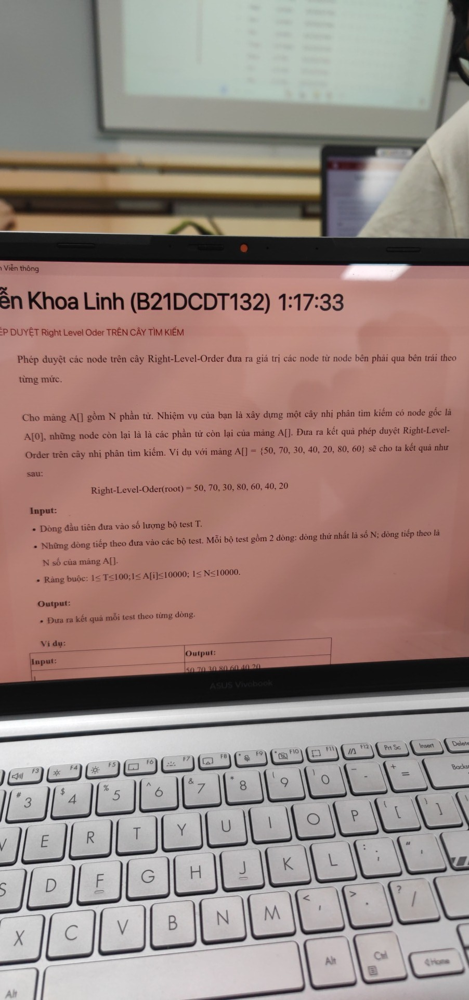 Viễn thông
ễn Khoa Linh (B21DCDT132) 1:17:33
ÉP DUYỆT Right Level Oder TRÊN CÂY TÌM KIẾM
Phép duyệt các node trên cây Right-Level-Order đưa ra giá trị các node từ node bên phải qua bên trái theo
từng mức.
Cho mảng A[] gồm N phần tử. Nhiệm vụ của bạn là xây dựng một cây nhị phân tìm kiếm có node gốc là
A[0], những node còn lại là là các phần tử còn lại của mảng A[]. Đưa ra kết quả phép duyệt Right-Level-
Order trên cây nhị phân tìm kiếm. Ví dụ với mảng A[] = {50, 70, 30, 40, 20, 80, 60} sẽ cho ta kết quả như
sau:
Right-Level-Oder(root) = 50, 70, 30, 80, 60, 40, 20
Input:
• Dòng đầu tiên đưa vào số lượng bộ test T.
• Những dòng tiếp theo đưa vào các bộ test. Mỗi bộ test gồm 2 dòng: dòng thứ nhất là số N; dòng tiếp theo là
N số của mảng A[].
• Ràng buộc: 1≤T≤100;1≤ A[i]≤10000; 1≤ N≤10000.
Output:
• Đưa ra kết quả mỗi test theo từng dòng.
Ví dụ:
Input: Output:
1 50 70 30 80 60 40 20
ASUS Vivobook
F3 F4 F5 F6 F7 F8 F9 F10 F11 F12 Prt Sc Insert Delete
# 3 $ 4 % 5 ^ 6 & 7 * 8 ( 9 ) 0 _ - + = Backs
E R T Y U I O P { [ } ]
S D F G H J K L : ; " '
X C V B N M < , > . ? /
Alt Alt Ctrl Home